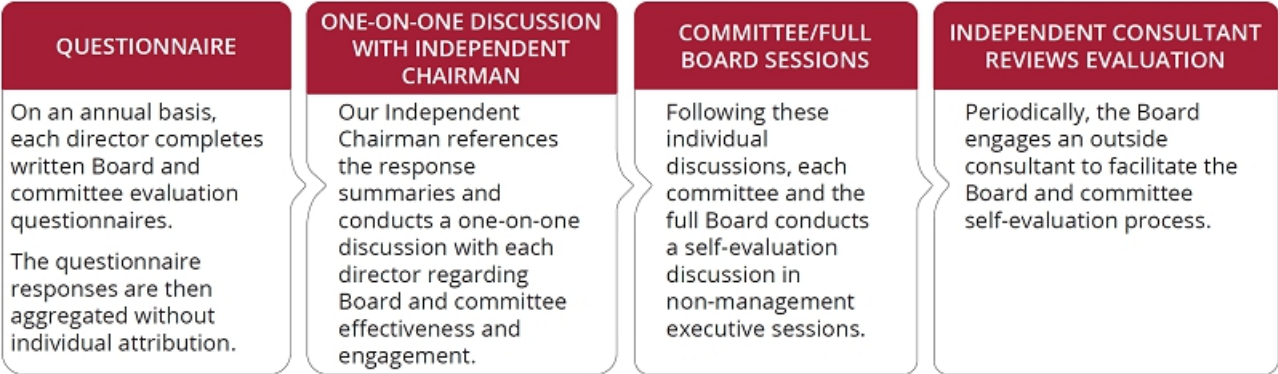 QUESTIONNAIRE
On an annual basis,
each director completes
written Board and
committee evaluation
questionnaires.
The questionnaire
responses are then
aggregated without
individual attribution.
ONE-ON-ONE DISCUSSION
WITH INDEPENDENT
CHAIRMAN
Our Independent
Chairman references
the response
summaries and
conducts a one-on-one
discussion with each
director regarding
Board and committee
effectiveness and
engagement.
COMMITTEE/FULL
BOARD SESSIONS
Following these
individual
discussions, each
committee and the
full Board conducts
a self-evaluation
discussion in
non-management
executive sessions.
INDEPENDENT CONSULTANT
REVIEWS EVALUATION
Periodically, the Board
engages an outside
consultant to facilitate the
Board and committee
self-evaluation process.